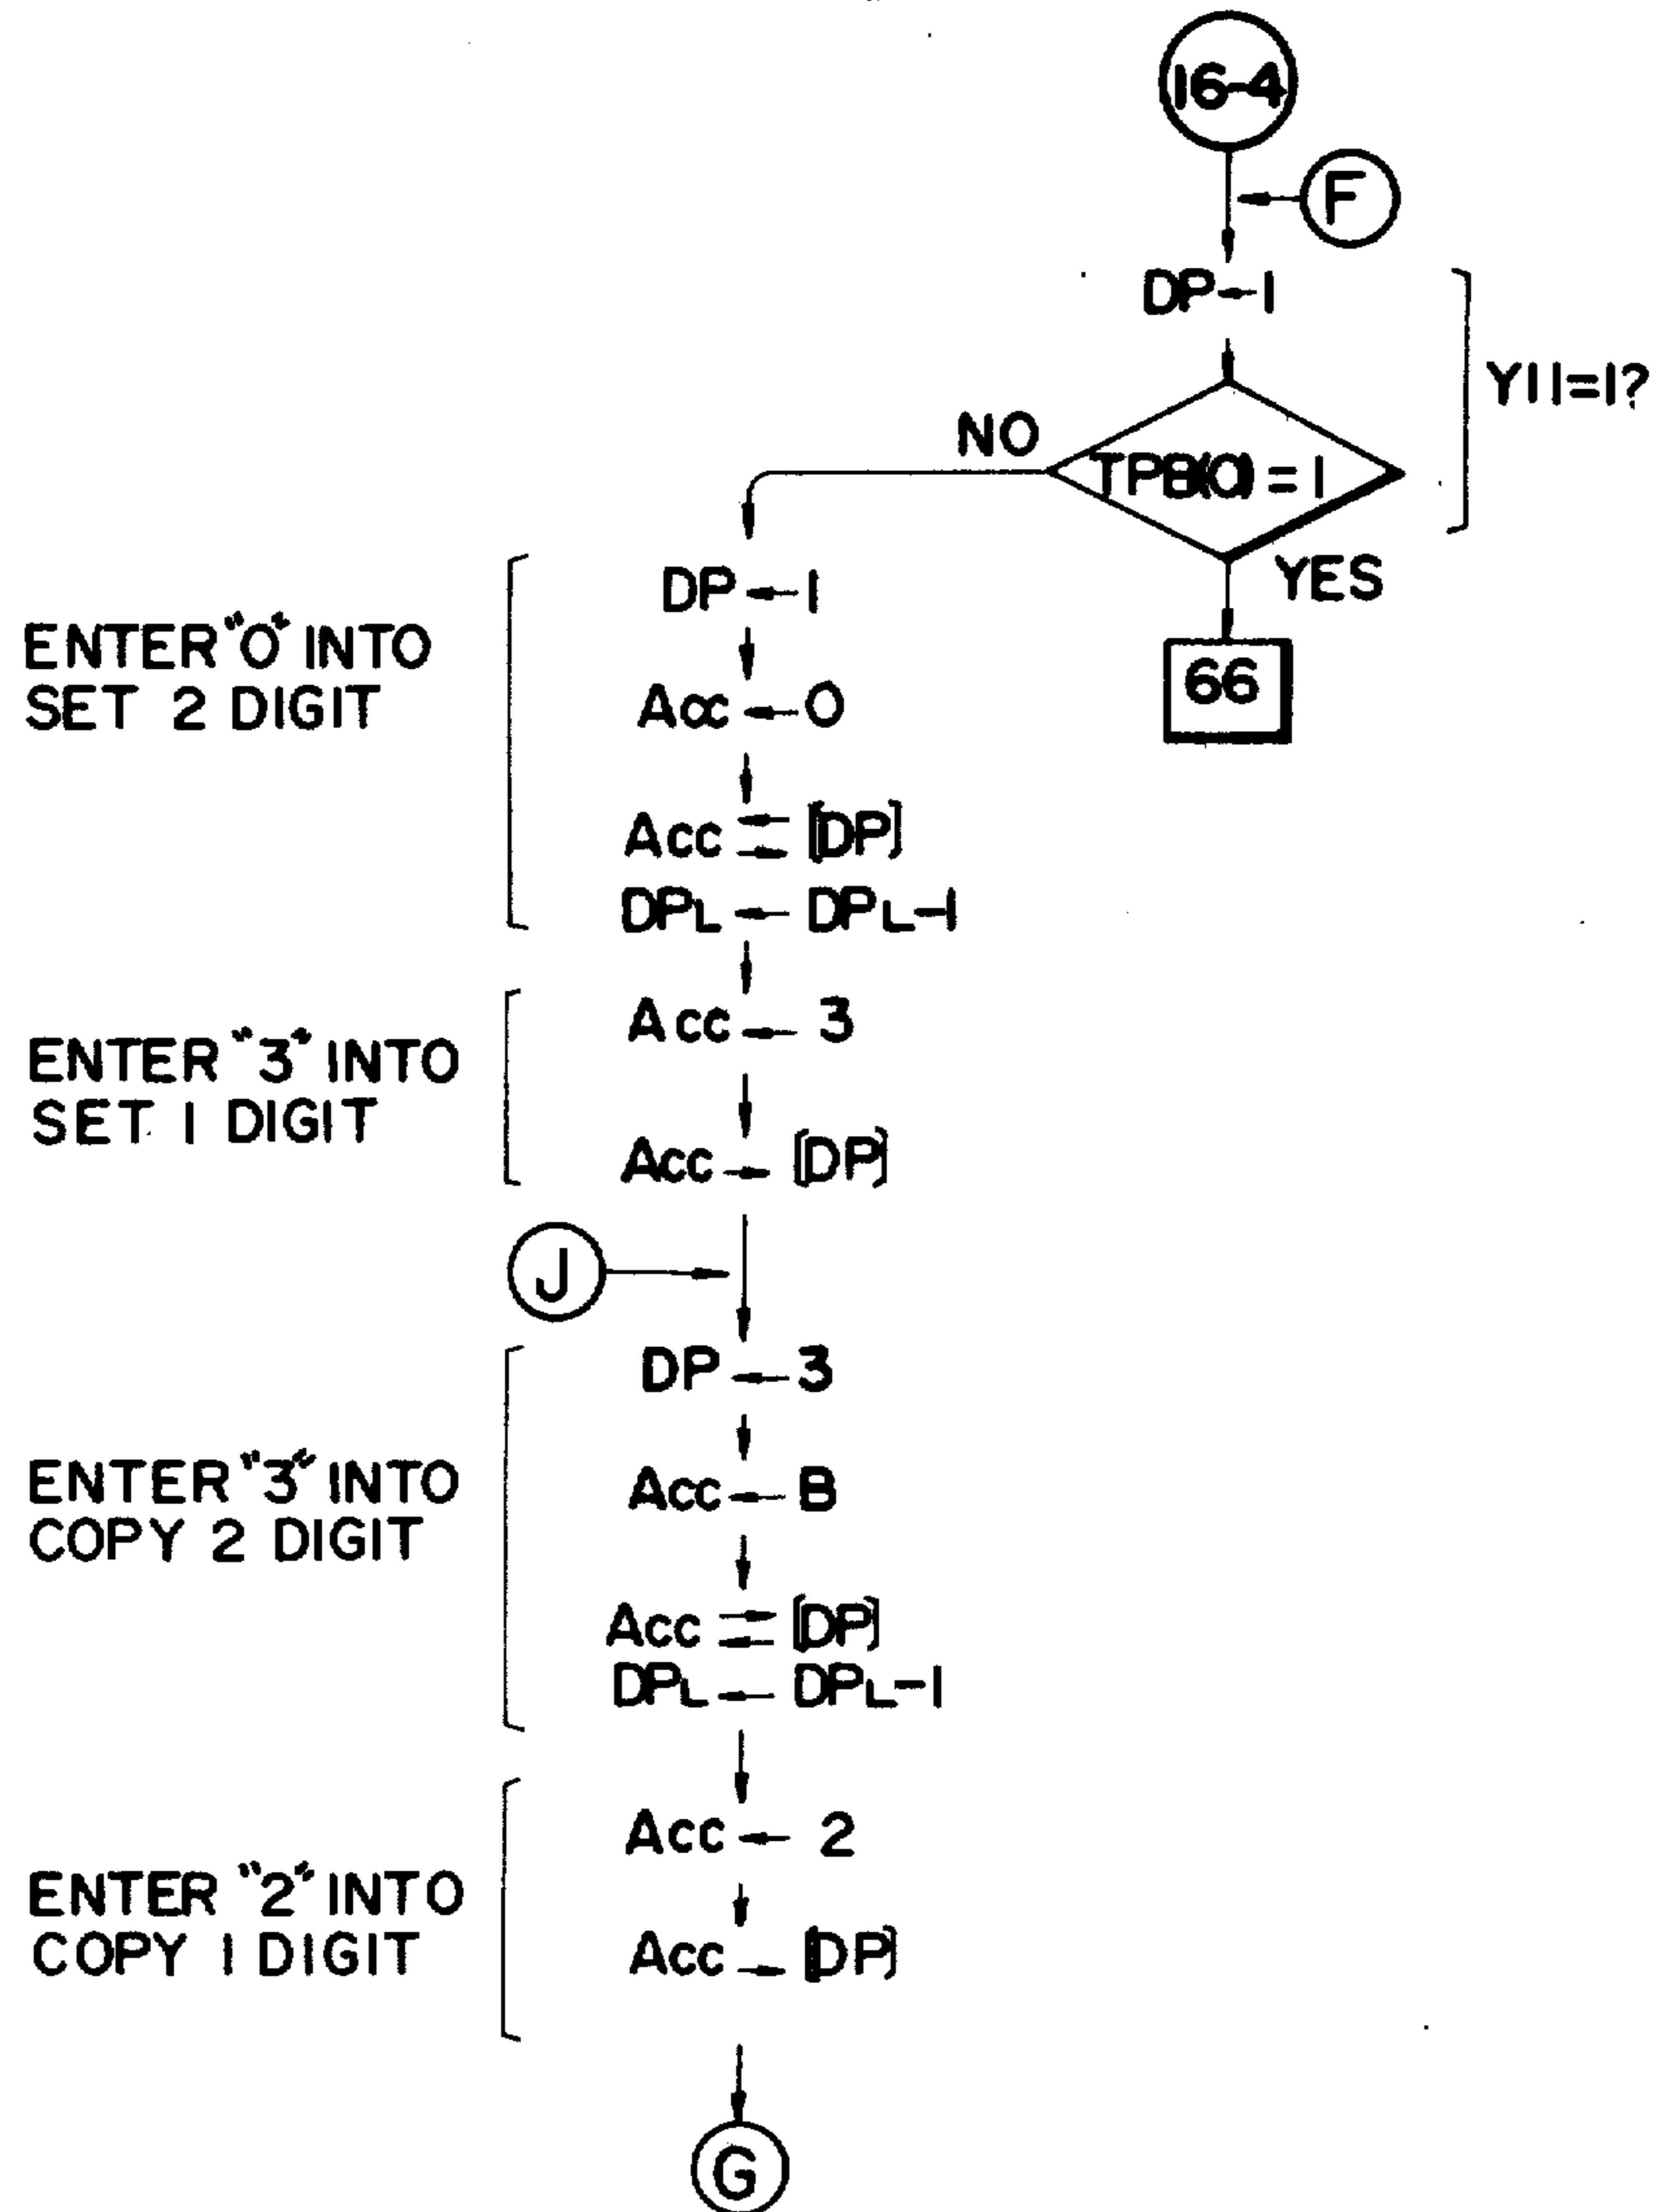 16-4
F
DP←1
Y11=1?
NO
TPB(0)=1
YES
66
DP←1
ENTER "0" INTO
SET 2 DIGIT
Acc←0
Acc ⇆ [DP]
DPL ← DPL-1
Acc ← 3
ENTER "3" INTO
SET 1 DIGIT
Acc → [DP]
J
DP ← 3
ENTER "3" INTO
COPY 2 DIGIT
Acc ← B
Acc ⇄ [DP]
DPL ← DPL-1
Acc ← 2
ENTER "2" INTO
COPY 1 DIGIT
Acc → [DP]
G